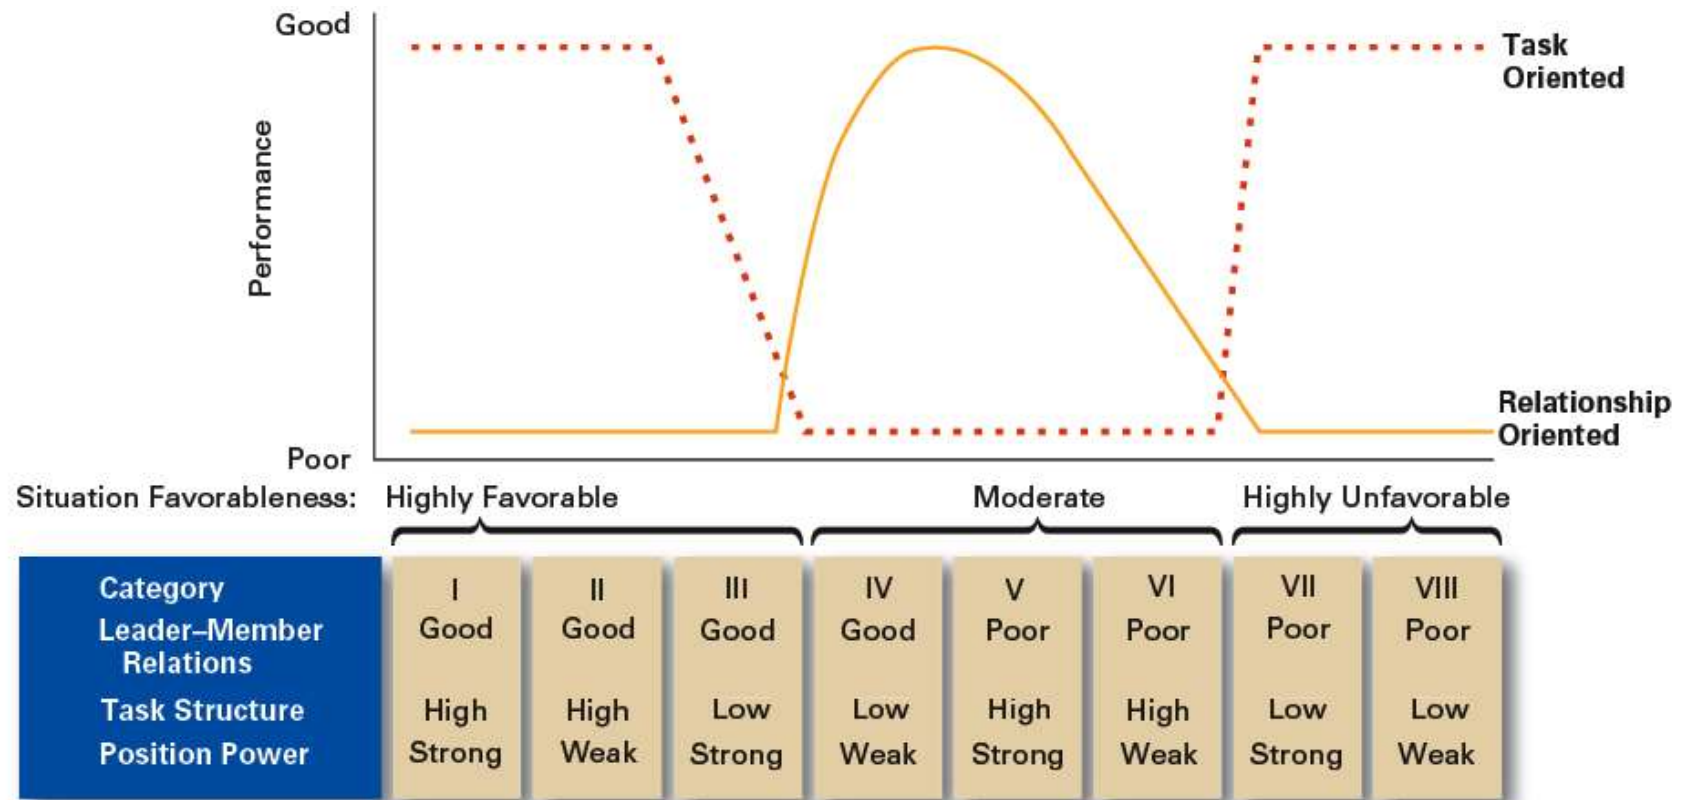 Good
Task
Oriented
Performance
Relationship
Oriented
Poor
Situation Favorableness: Highly Favorable Moderate Highly Unfavorable
Category I II III IV V VI VII VIII
Leader–Member Good Good Good Good Poor Poor Poor Poor
Relations
Task Structure High High Low Low High High Low Low
Position Power Strong Weak Strong Weak Strong Weak Strong Weak